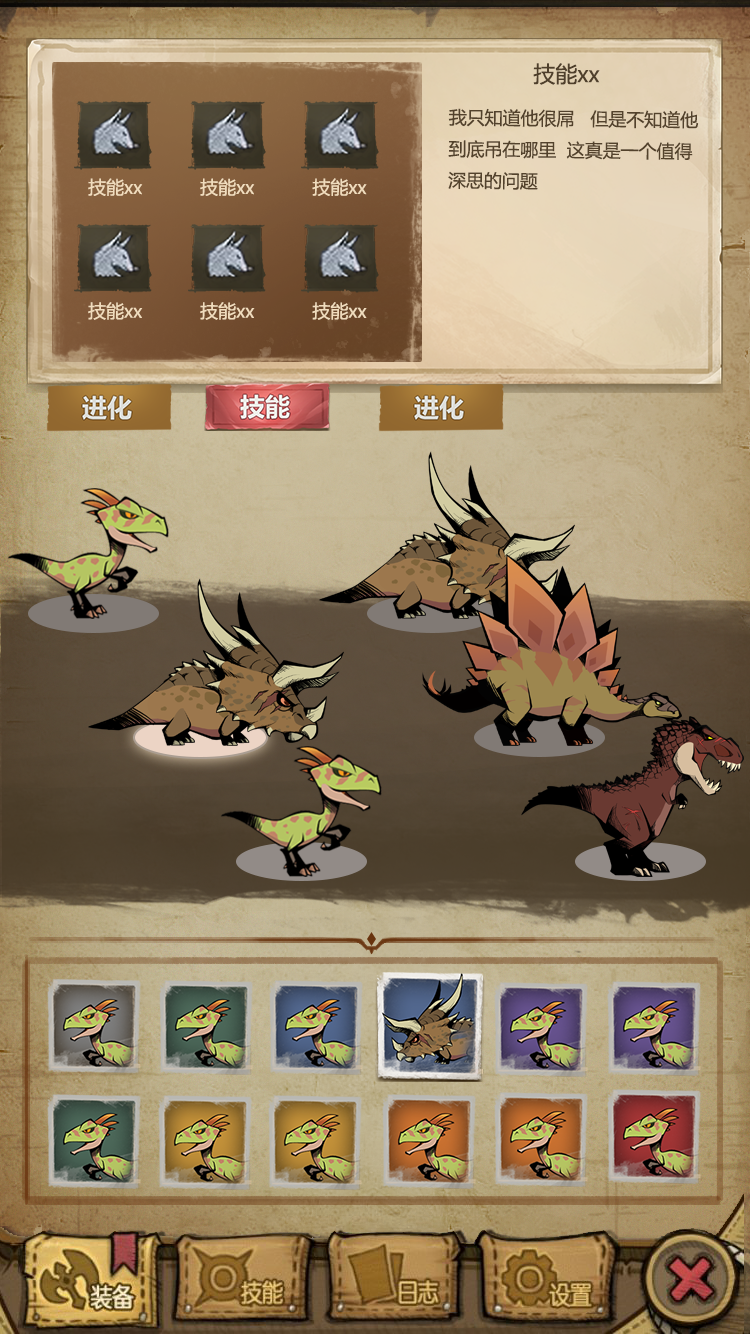 技能xx
我只知道他很屌 但是不知道他
到底吊在哪里 这真是一个值得
深思的问题
技能xx 技能xx 技能xx
技能xx 技能xx 技能xx
进化 技能 进化
装备 技能 日志 设置